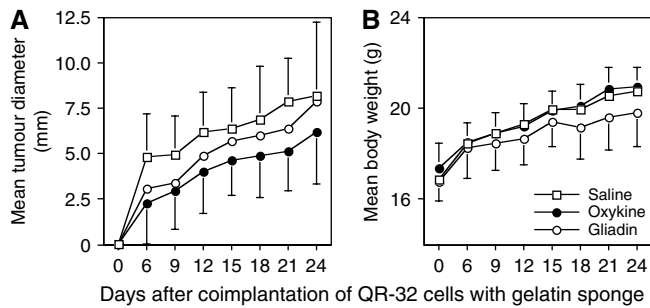 A
Mean tumour diameter
(mm)
12.5
10.0
7.5
5.0
2.5
0
0 6 9 12 15 18 21 24
B
Mean body weight (g)
24
20
16
0 6 9 12 15 18 21 24
Saline
Oxykine
Gliadin
Days after coimplantation of QR-32 cells with gelatin sponge